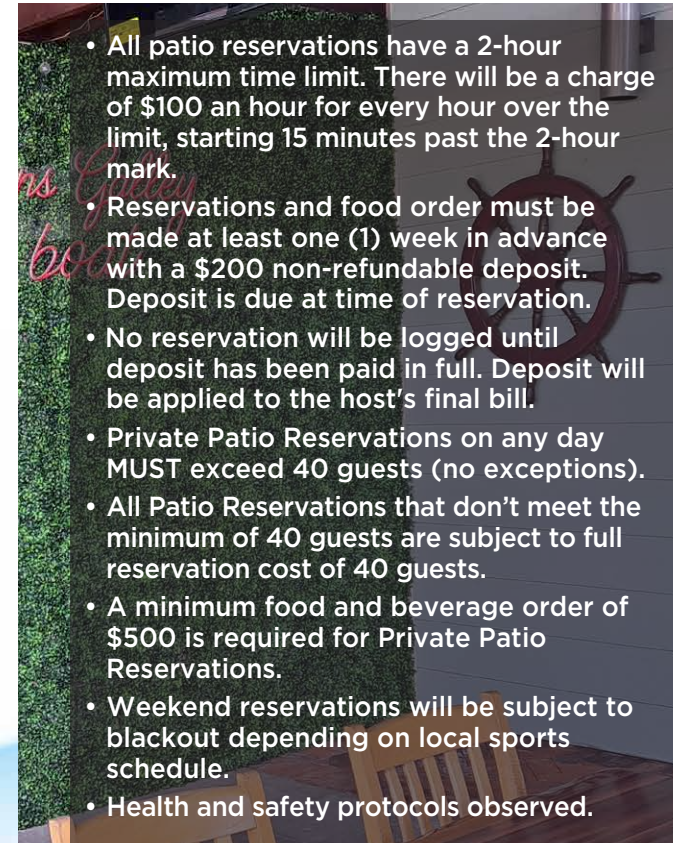 • All patio reservations have a 2-hour
maximum time limit. There will be a charge
of $100 an hour for every hour over the
limit, starting 15 minutes past the 2-hour
mark.
• Reservations and food order must be
made at least one (1) week in advance
with a $200 non-refundable deposit.
Deposit is due at time of reservation.
• No reservation will be logged until
deposit has been paid in full. Deposit will
be applied to the host's final bill.
• Private Patio Reservations on any day
MUST exceed 40 guests (no exceptions).
• All Patio Reservations that don’t meet the
minimum of 40 guests are subject to full
reservation cost of 40 guests.
• A minimum food and beverage order of
$500 is required for Private Patio
Reservations.
• Weekend reservations will be subject to
blackout depending on local sports
schedule.
• Health and safety protocols observed.
ns Galley